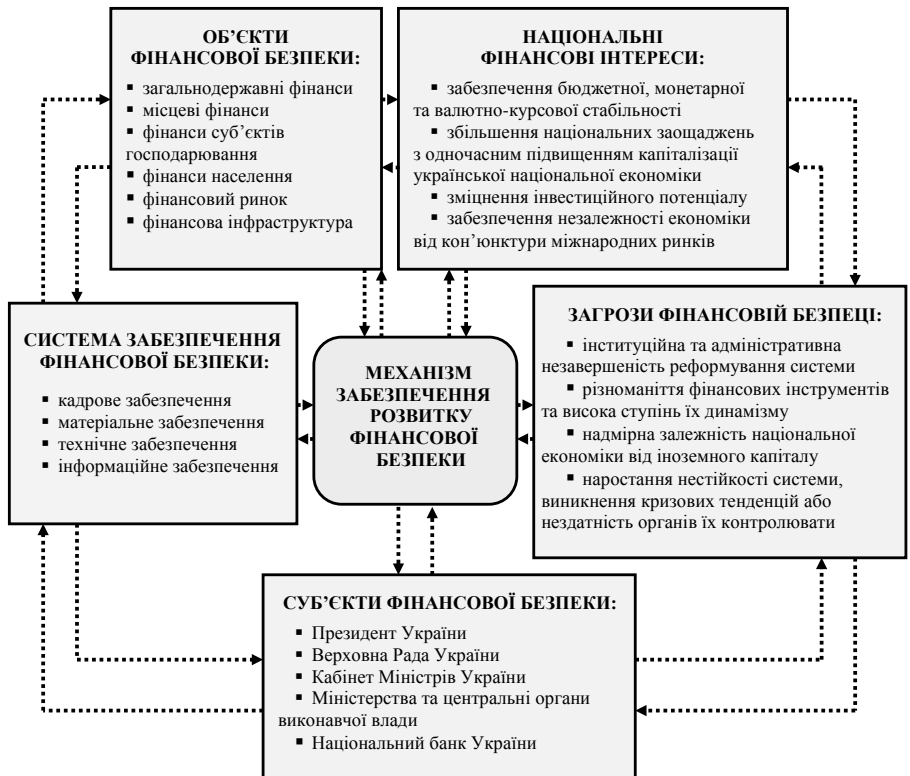 ОБ’ЄКТИ
ФІНАНСОВОЇ БЕЗПЕКИ:
▪ загальнодержавні фінанси
▪ місцеві фінанси
▪ фінанси суб’єктів
господарювання
▪ фінанси населення
▪ фінансовий ринок
▪ фінансова інфраструктура
НАЦІОНАЛЬНІ
ФІНАНСОВІ ІНТЕРЕСИ:
▪ забезпечення бюджетної, монетарної
та валютно-курсової стабільності
▪ збільшення національних заощаджень
з одночасним підвищенням капіталізації
української національної економіки
▪ зміцнення інвестиційного потенціалу
▪ забезпечення незалежності економіки
від кон’юнктури міжнародних ринків
СИСТЕМА ЗАБЕЗПЕЧЕННЯ
ФІНАНСОВОЇ БЕЗПЕКИ:
▪ кадрове забезпечення
▪ матеріальне забезпечення
▪ технічне забезпечення
▪ інформаційне забезпечення
МЕХАНІЗМ
ЗАБЕЗПЕЧЕННЯ
РОЗВИТКУ
ФІНАНСОВОЇ
БЕЗПЕКИ
ЗАГРОЗИ ФІНАНСОВІЙ БЕЗПЕЦІ:
▪ інституційна та адміністративна
незавершеність реформування системи
▪ різноманіття фінансових інструментів
та висока ступінь їх динамізму
▪ надмірна залежність національної
економіки від іноземного капіталу
▪ наростання нестійкості системи,
виникнення кризових тенденцій або
нездатність органів їх контролювати
СУБ’ЄКТИ ФІНАНСОВОЇ БЕЗПЕКИ:
▪ Президент України
▪ Верховна Рада України
▪ Кабінет Міністрів України
▪ Міністерства та центральні органи
виконавчої влади
▪ Національний банк України